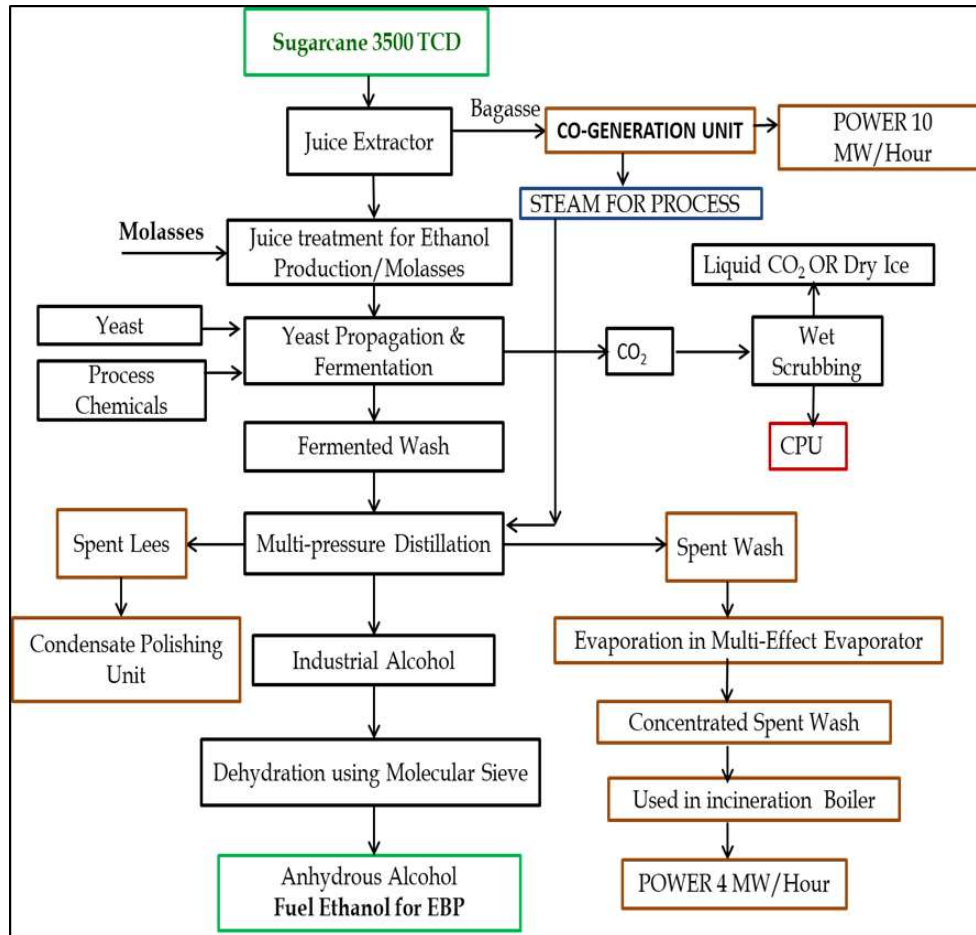 Sugarcane 3500 TCD
Bagasse
Juice Extractor
CO-GENERATION UNIT
POWER 10
MW/Hour
STEAM FOR PROCESS
Molasses
Juice treatment for Ethanol
Production/Molasses
Liquid CO₂ OR Dry Ice
Yeast
Yeast Propagation &
Fermentation
CO₂
Wet
Scrubbing
Process
Chemicals
Fermented Wash
CPU
Spent Lees
Multi-pressure Distillation
Spent Wash
Condensate Polishing
Unit
Industrial Alcohol
Evaporation in Multi-Effect Evaporator
Concentrated Spent Wash
Dehydration using Molecular Sieve
Used in incineration Boiler
Anhydrous Alcohol
Fuel Ethanol for EBP
POWER 4 MW/Hour